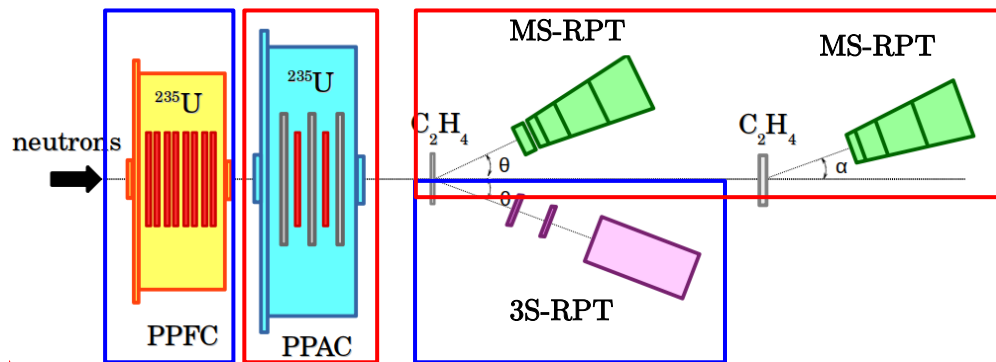 neutrons
²³⁵U
PPFC
²³⁵U
PPAC
MS-RPT
C₂H₄
θ
θ
3S-RPT
MS-RPT
C₂H₄
α